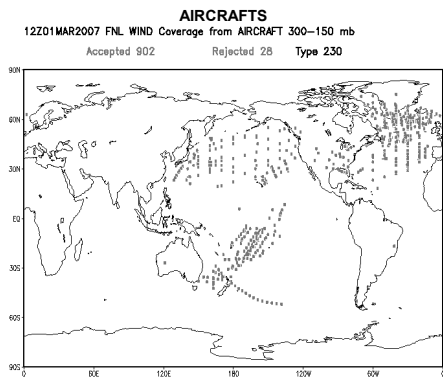 AIRCRAFTS
12Z01MAR2007 FNL WIND Coverage from AIRCRAFT 300-150 mb
Accepted 902 Rejected 28 Type 230
90N
60N
30N
EQ
30S
60S
90S
0 60E 120E 180 120W 60W 0